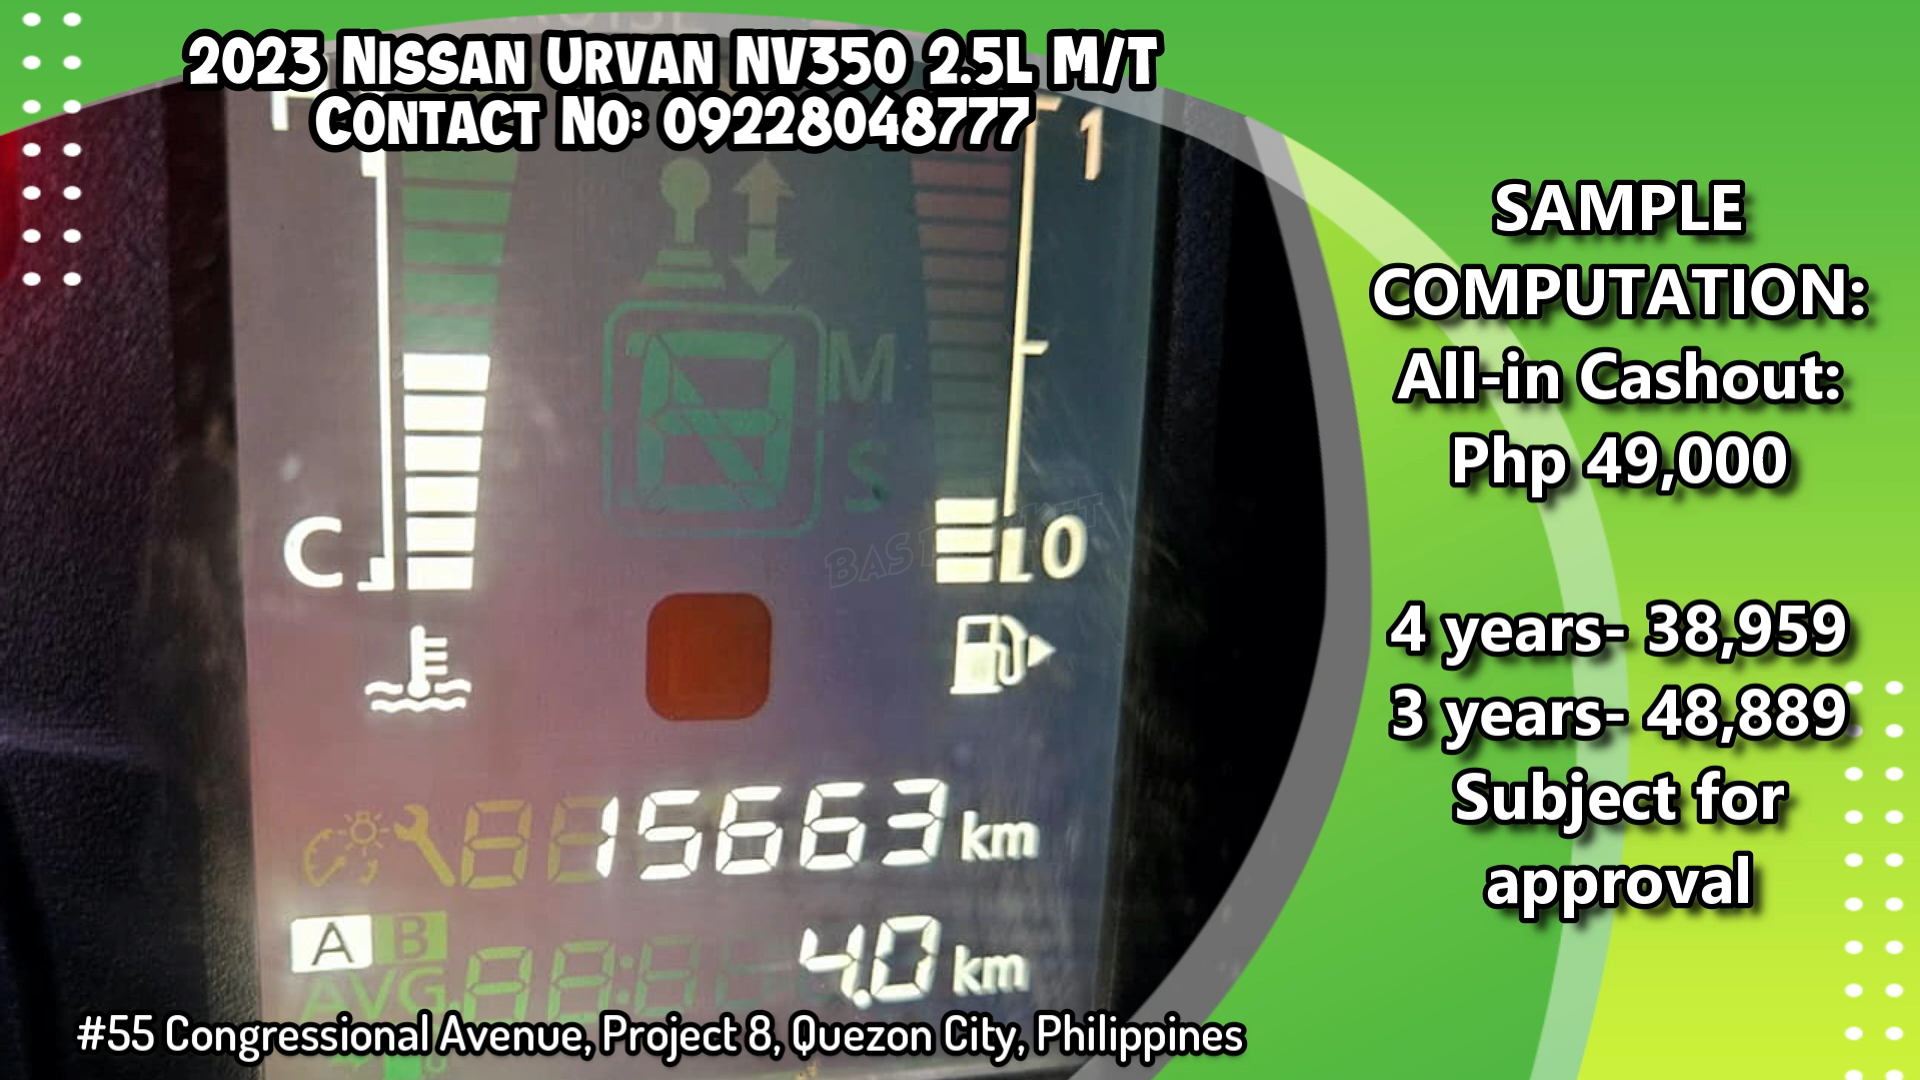 2023 Nissan Urvan NV350 2.5L M/T
Contact No: 09228048777
1
M
S
C
0
15663 km
A B
4.0 km
AVG.
#55 Congressional Avenue, Project 8, Quezon City, Philippines
SAMPLE
COMPUTATION:
All-in Cashout:
Php 49,000
4 years- 38,959
3 years- 48,889
Subject for
approval